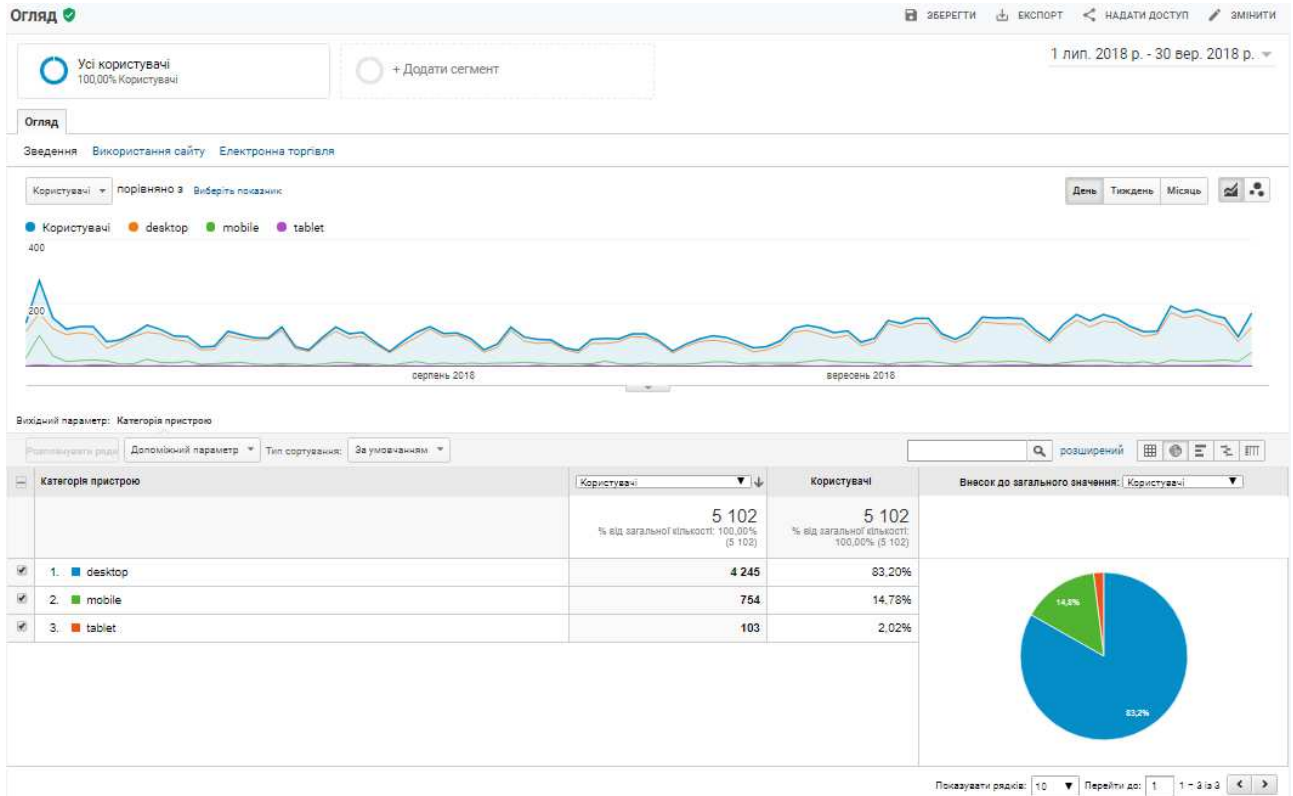 Огляд
ЗБЕРЕГТИ ЕКСПОРТ НАДАТИ ДОСТУП ЗМІНИТИ
Усі користувачі
100,00% Користувачі
+ Додати сегмент
1 лип. 2018 р. - 30 вер. 2018 р.
Огляд
Зведення Використання сайту Електронна торгівля
Користувачі порівняно з Виберіть показник
День Тиждень Місяць
Користувачі desktop mobile tablet
400
200
серпень 2018 вересень 2018
Вихідний параметр: Категорія пристрою
Допоміжний параметр Тип сортування: За умовчанням
розширений
Категорія пристрою Користувачі Користувачі Внесок до загального значення: Користувачі
5 102 5 102
% від загальної кількості: 100,00% (5 102)
% від загальної кількості: 100,00% (5 102)
1. desktop 4 245 83,20%
2. mobile 754 14,78%
3. tablet 103 2,02%
14,8%
83,2%
Показувати рядків: 10 Перейти до: 1 1 – 3 із 3